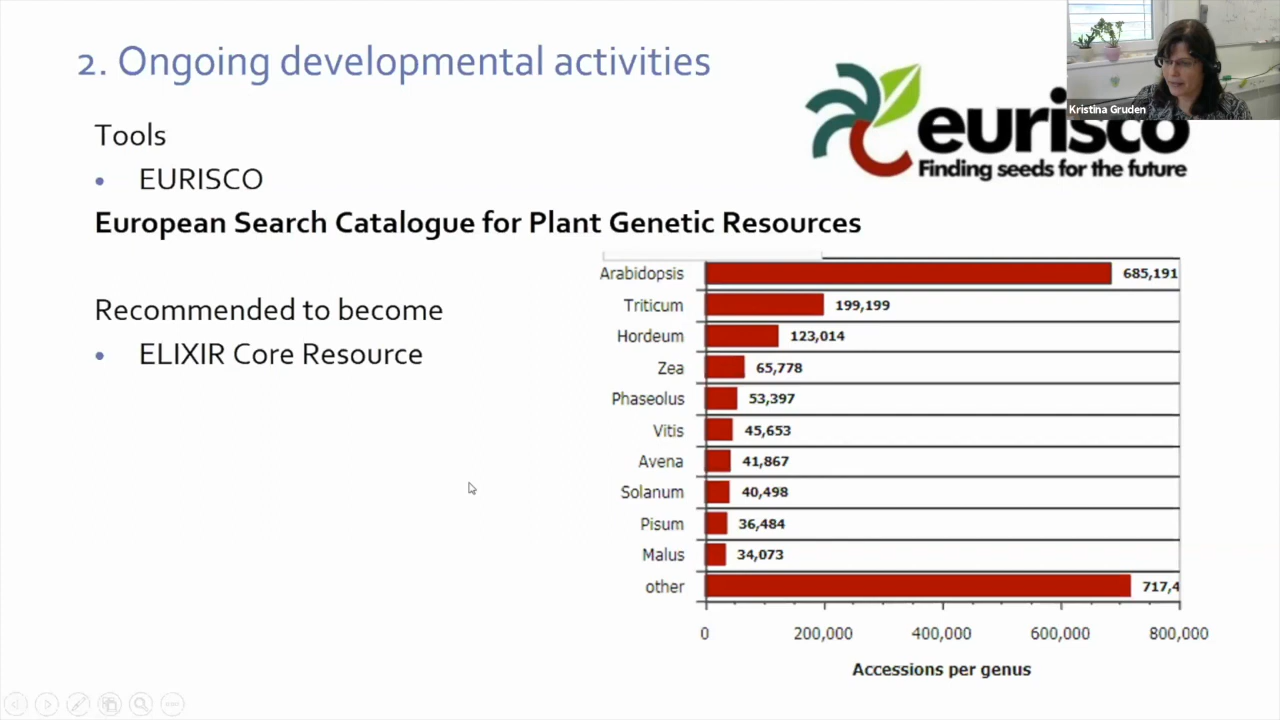 2. Ongoing developmental activities
Kristina Gruden
eurisco
Finding seeds for the future
Tools
• EURISCO
European Search Catalogue for Plant Genetic Resources
Recommended to become
• ELIXIR Core Resource
Arabidopsis 685,191
Triticum 199,199
Hordeum 123,014
Zea 65,778
Phaseolus 53,397
Vitis 45,653
Avena 41,867
Solanum 40,498
Pisum 36,484
Malus 34,073
other 717,4
0 200,000 400,000 600,000 800,000
Accessions per genus